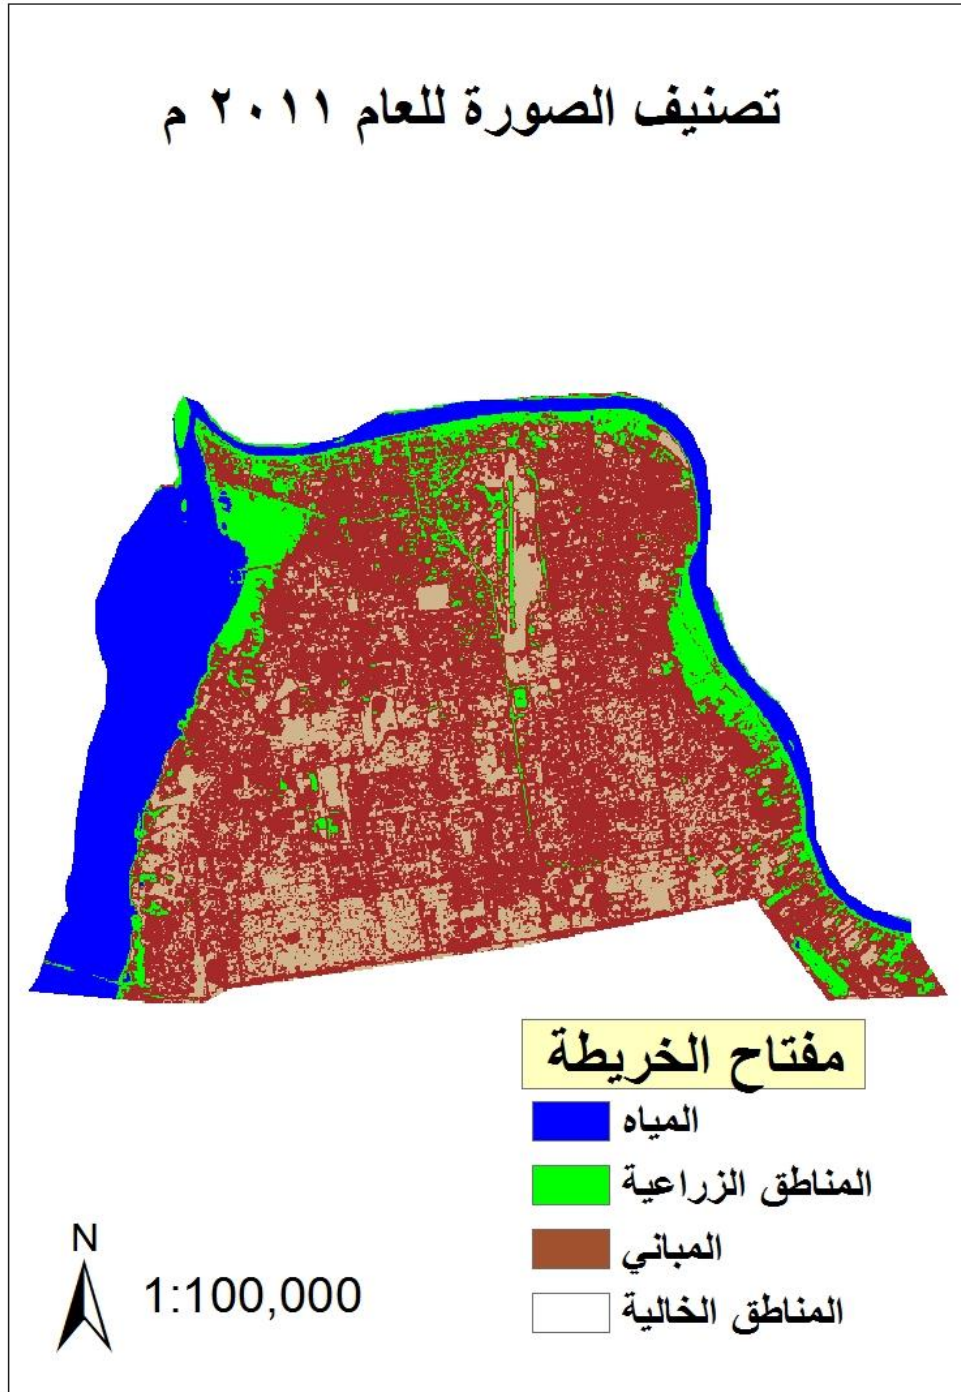 تصنيف الصورة للعام ٢٠١١ م
مفتاح الخريطة
المياه
المناطق الزراعية
المباني
المناطق الخالية
N
1:100,000